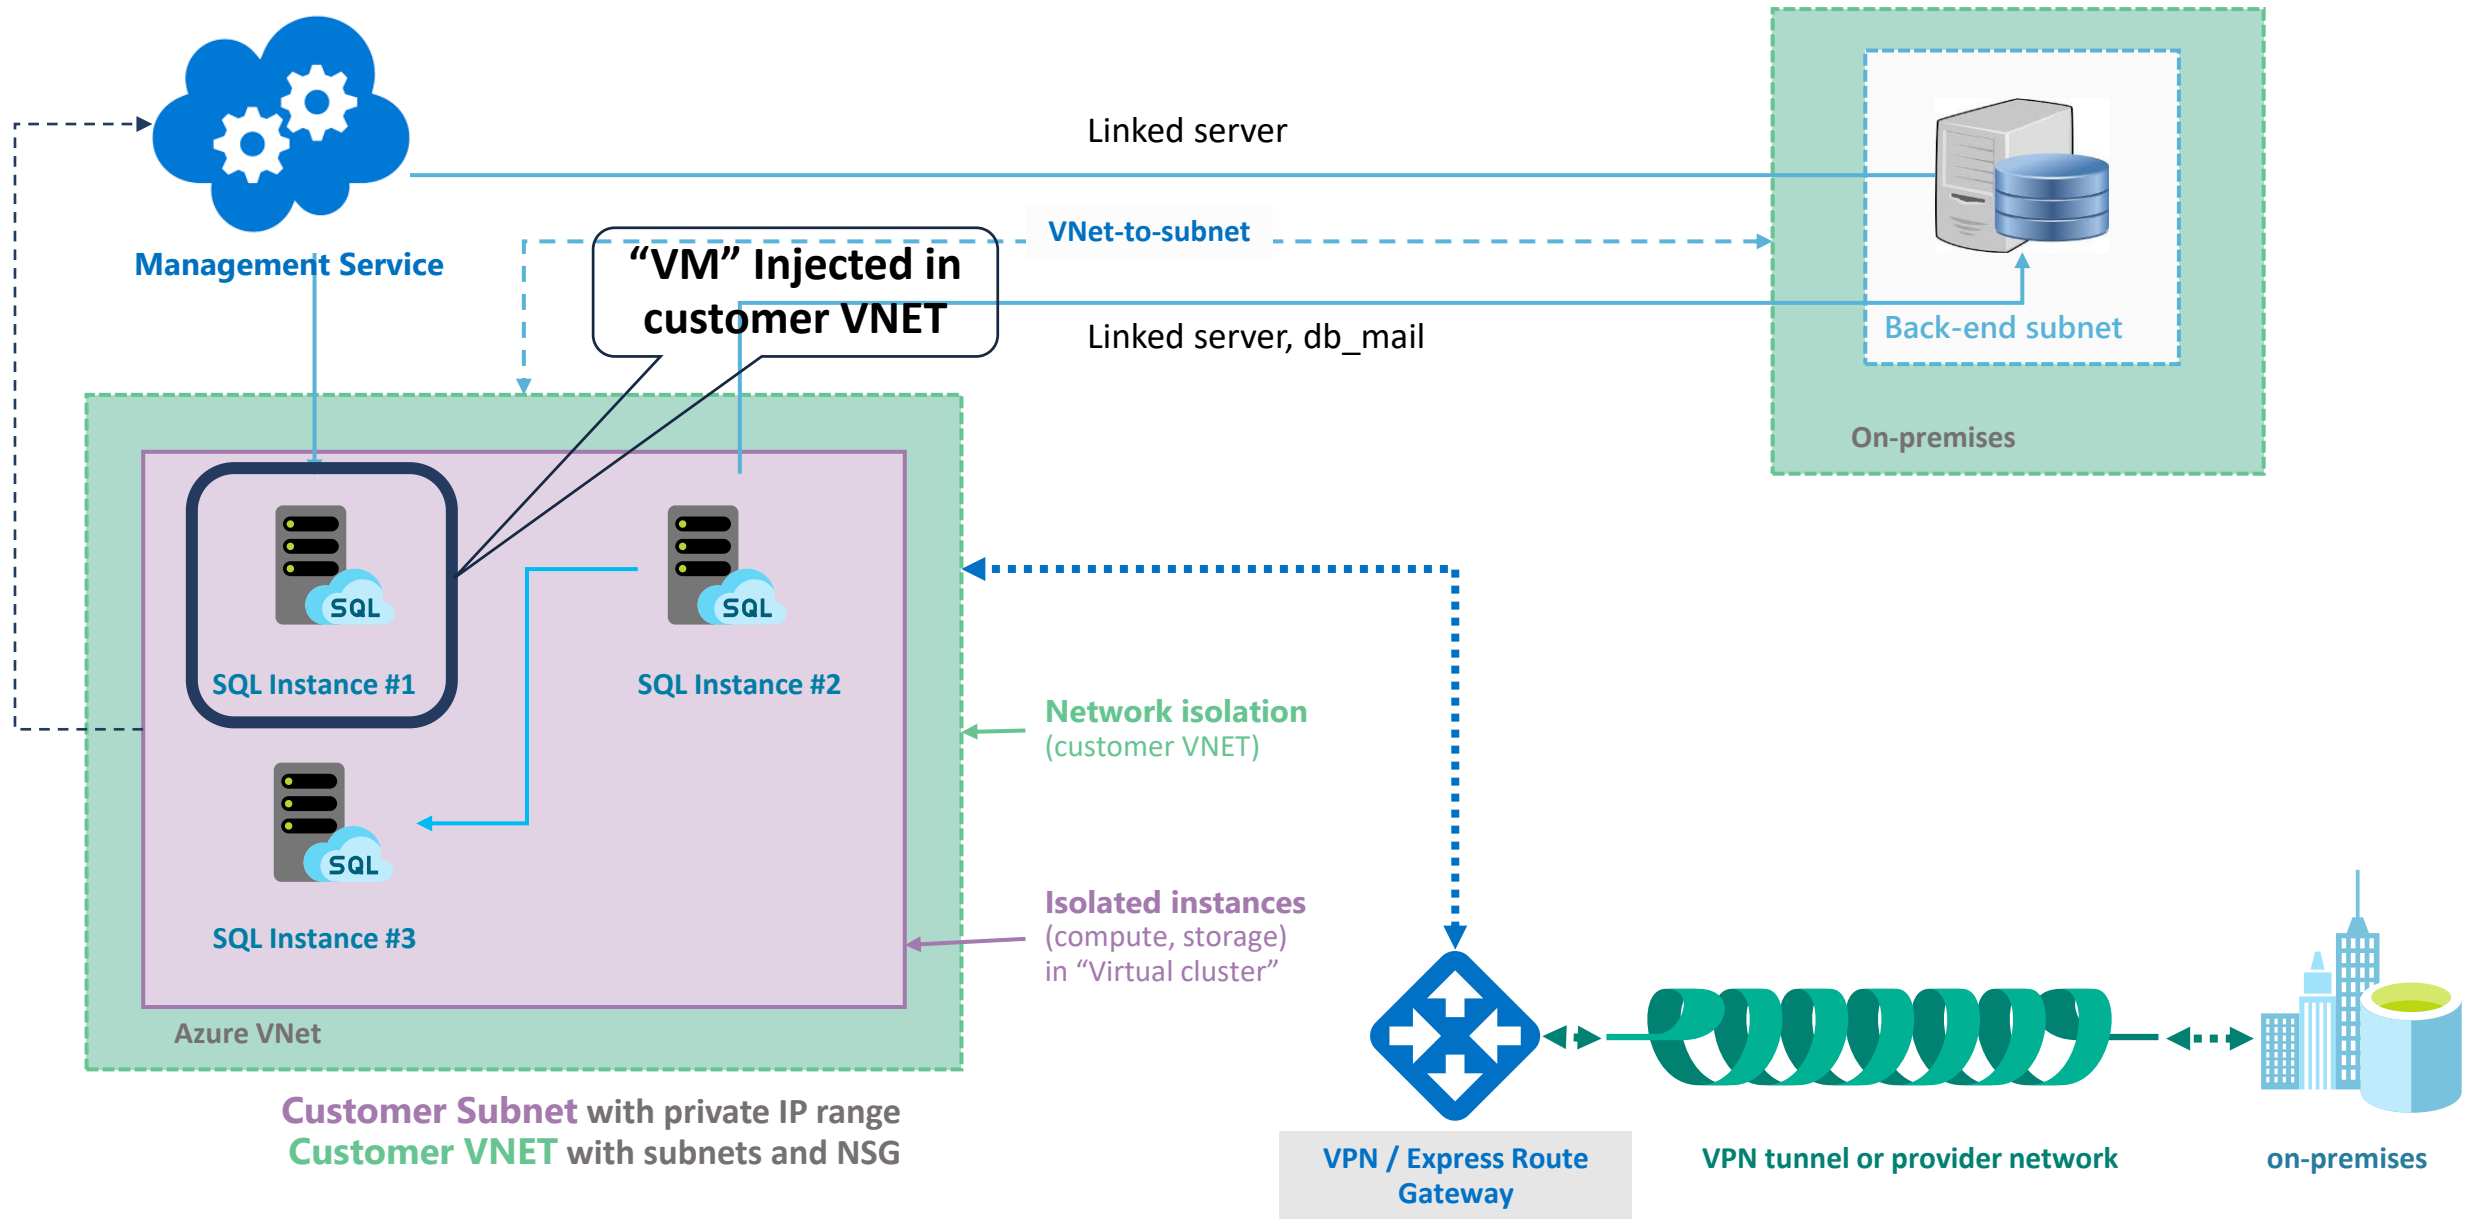 Linked server
VNet-to-subnet
Management Service
“VM” Injected in
customer VNET
Linked server, db_mail
Back-end subnet
On-premises
SQL
SQL
SQL Instance #1
SQL Instance #2
Network isolation
(customer VNET)
SQL
SQL Instance #3
Isolated instances
(compute, storage)
in “Virtual cluster”
Azure VNet
Customer Subnet with private IP range
Customer VNET with subnets and NSG
VPN / Express Route
Gateway
VPN tunnel or provider network
on-premises